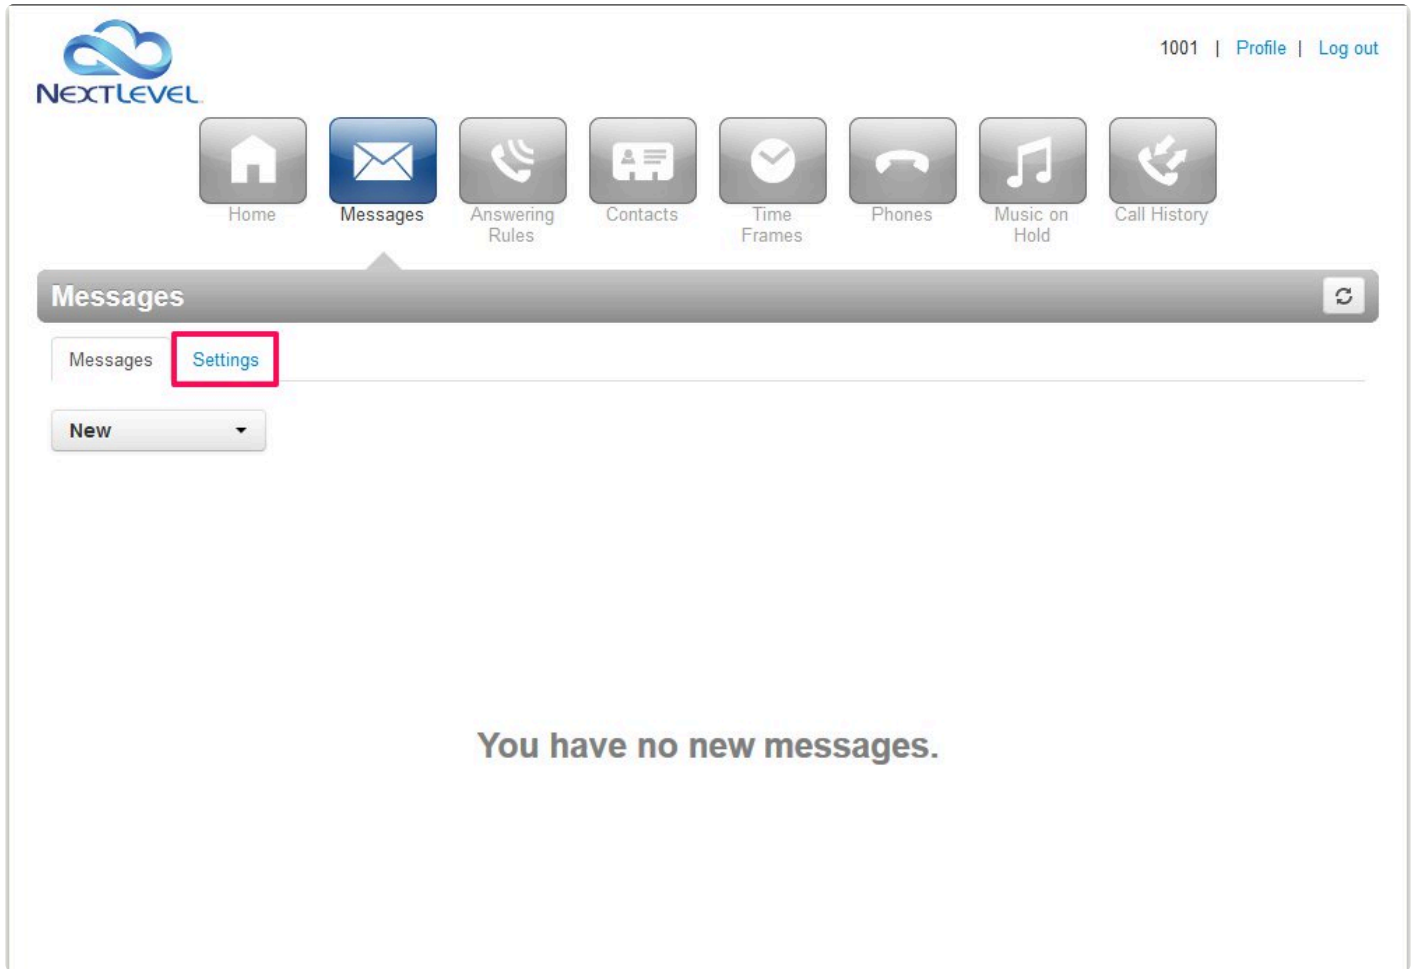 1001 | Profile | Log out
NEXTLEVEL
Home
Messages
Answering
Rules
Contacts
Time
Frames
Phones
Music on
Hold
Call History
Messages
Messages
Settings
New
You have no new messages.